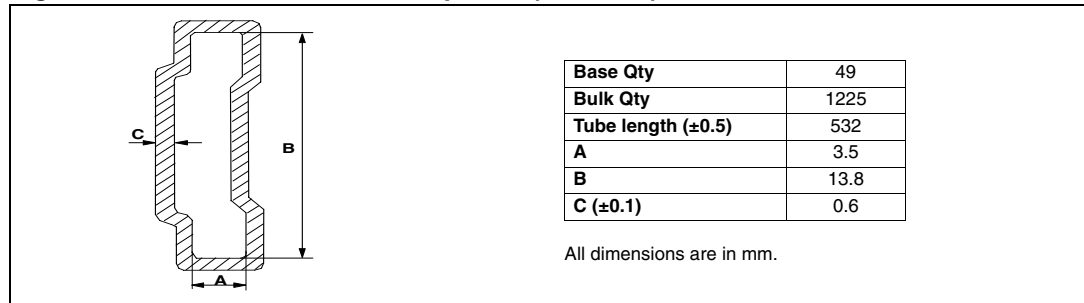 C
B
A
Base Qty 49
Bulk Qty 1225
Tube length (±0.5) 532
A 3.5
B 13.8
C (±0.1) 0.6
All dimensions are in mm.